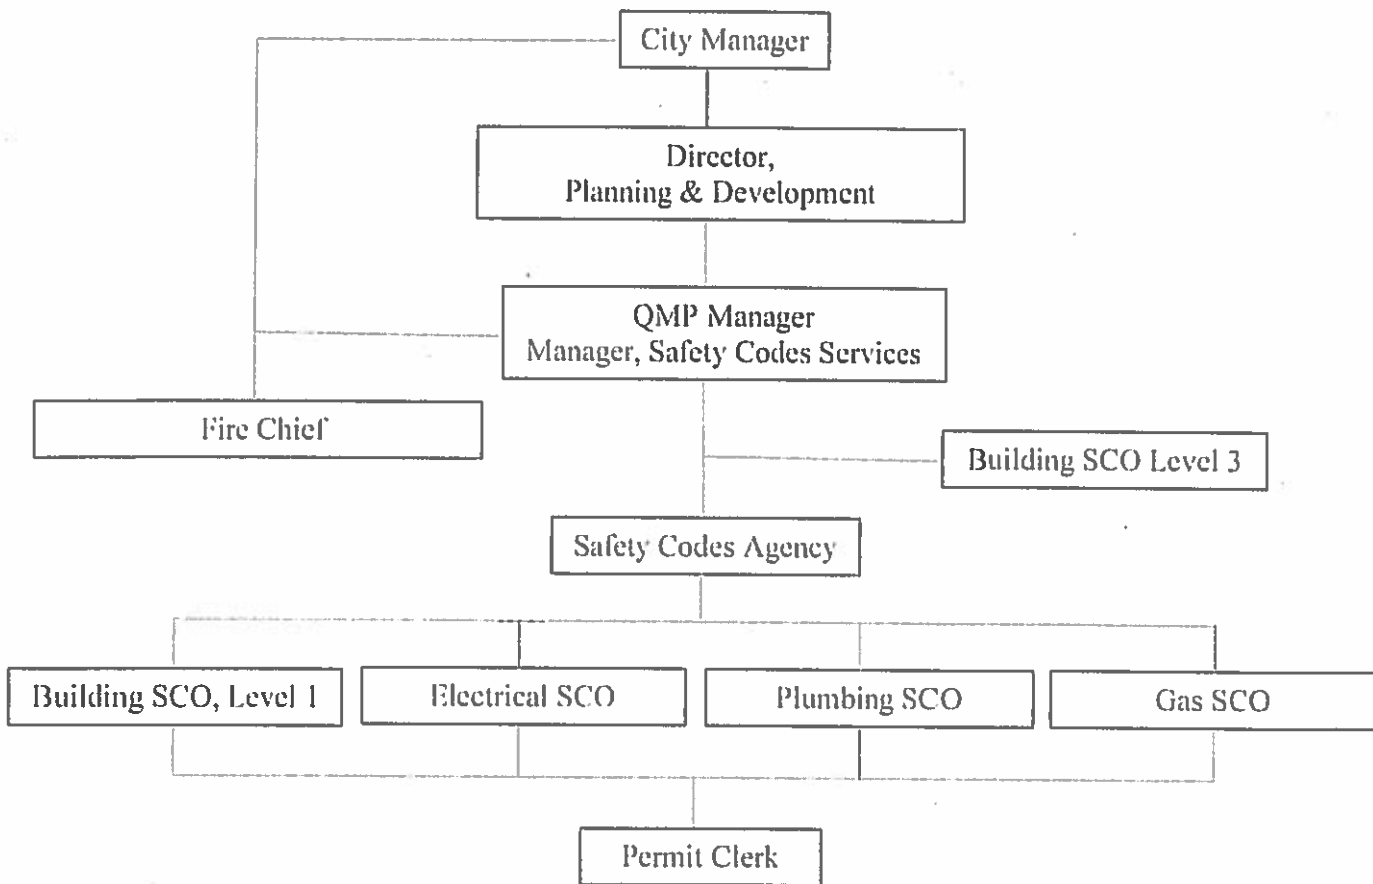 City Manager
Director,
Planning & Development
QMP Manager
Manager, Safety Codes Services
Fire Chief
Building SCO Level 3
Safety Codes Agency
Building SCO, Level 1
Electrical SCO
Plumbing SCO
Gas SCO
Permit Clerk